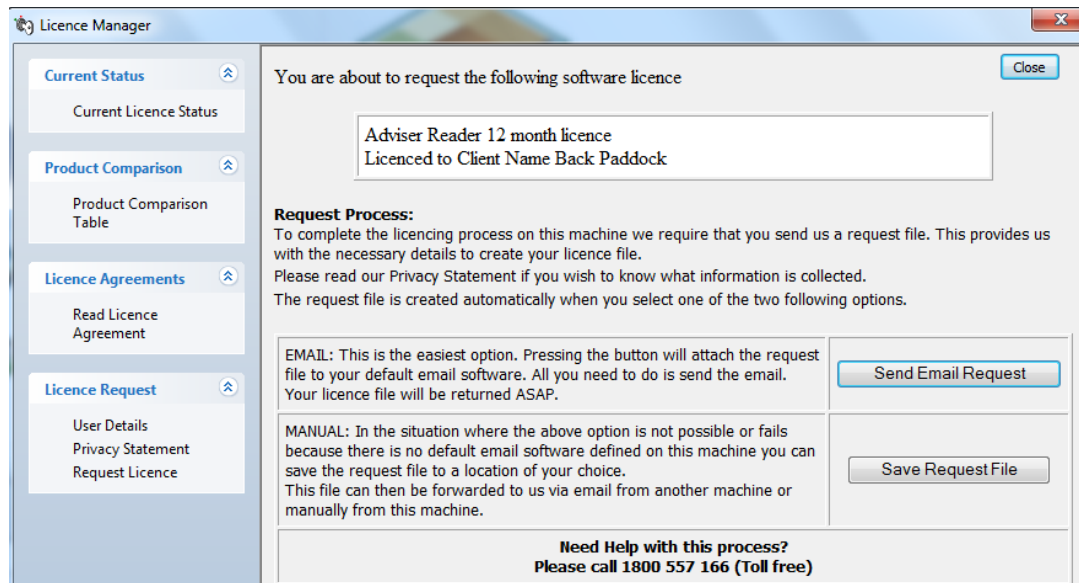 Licence Manager
Current Status
Current Licence Status
Product Comparison
Product Comparison
Table
Licence Agreements
Read Licence
Agreement
Licence Request
User Details
Privacy Statement
Request Licence
You are about to request the following software licence
Close
Adviser Reader 12 month licence
Licenced to Client Name Back Paddock
Request Process:
To complete the licencing process on this machine we require that you send us a request file. This provides us
with the necessary details to create your licence file.
Please read our Privacy Statement if you wish to know what information is collected.
The request file is created automatically when you select one of the two following options.
EMAIL: This is the easiest option. Pressing the button will attach the request
file to your default email software. All you need to do is send the email.
Your licence file will be returned ASAP.
Send Email Request
MANUAL: In the situation where the above option is not possible or fails
because there is no default email software defined on this machine you can
save the request file to a location of your choice.
This file can then be forwarded to us via email from another machine or
manually from this machine.
Save Request File
Need Help with this process?
Please call 1800 557 166 (Toll free)